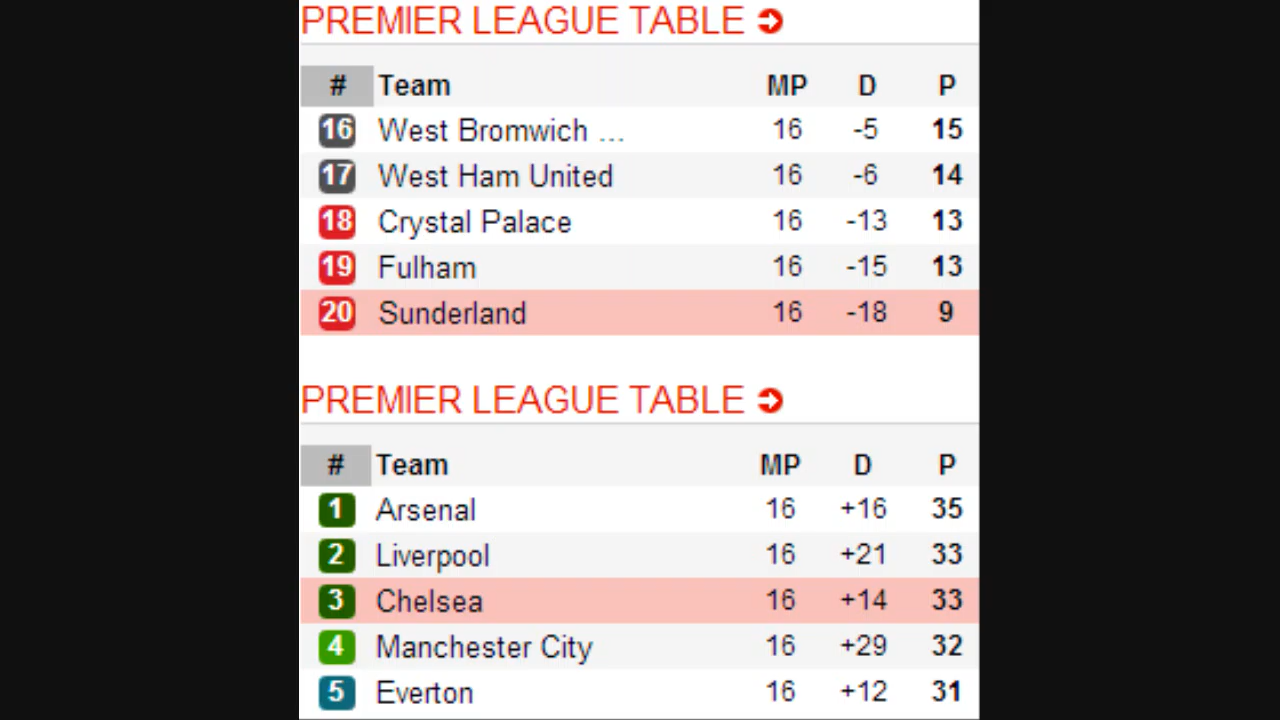 PREMIER LEAGUE TABLE
# Team MP D P
16 West Bromwich ... 16 -5 15
17 West Ham United 16 -6 14
18 Crystal Palace 16 -13 13
19 Fulham 16 -15 13
20 Sunderland 16 -18 9
PREMIER LEAGUE TABLE
# Team MP D P
1 Arsenal 16 +16 35
2 Liverpool 16 +21 33
3 Chelsea 16 +14 33
4 Manchester City 16 +29 32
5 Everton 16 +12 31